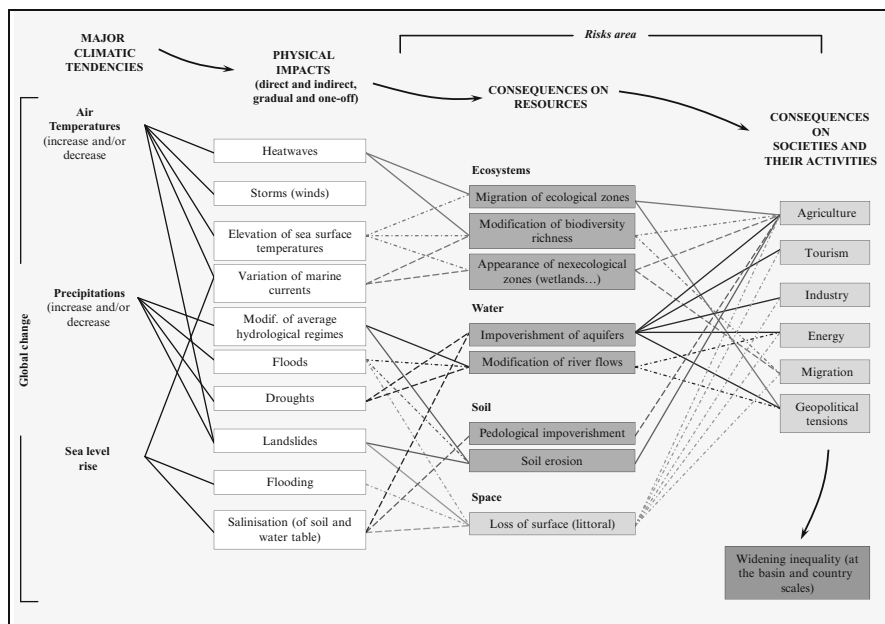 MAJOR
CLIMATIC
TENDENCIES
PHYSICAL
IMPACTS
(direct and indirect,
gradual and one-off)
Risks area
CONSEQUENCES ON
RESOURCES
CONSEQUENCES
ON
SOCIETIES AND
THEIR ACTIVITIES
Global change
Air
Temperatures
(increase and/or
decrease
Precipitations
(increase and/or
decrease
Sea level
rise
Heatwaves
Storms (winds)
Elevation of sea surface
temperatures
Variation of marine
currents
Modif. of average
hydrological regimes
Floods
Droughts
Landslides
Flooding
Salinisation (of soil and
water table)
Ecosystems
Migration of ecological zones
Modification of biodiversity
richness
Appearance of nexecological
zones (wetlands…)
Water
Impoverishment of aquifers
Modification of river flows
Soil
Pedological impoverishment
Soil erosion
Space
Loss of surface (littoral)
Agriculture
Tourism
Industry
Energy
Migration
Geopolitical
tensions
Widening inequality (at
the basin and country
scales)